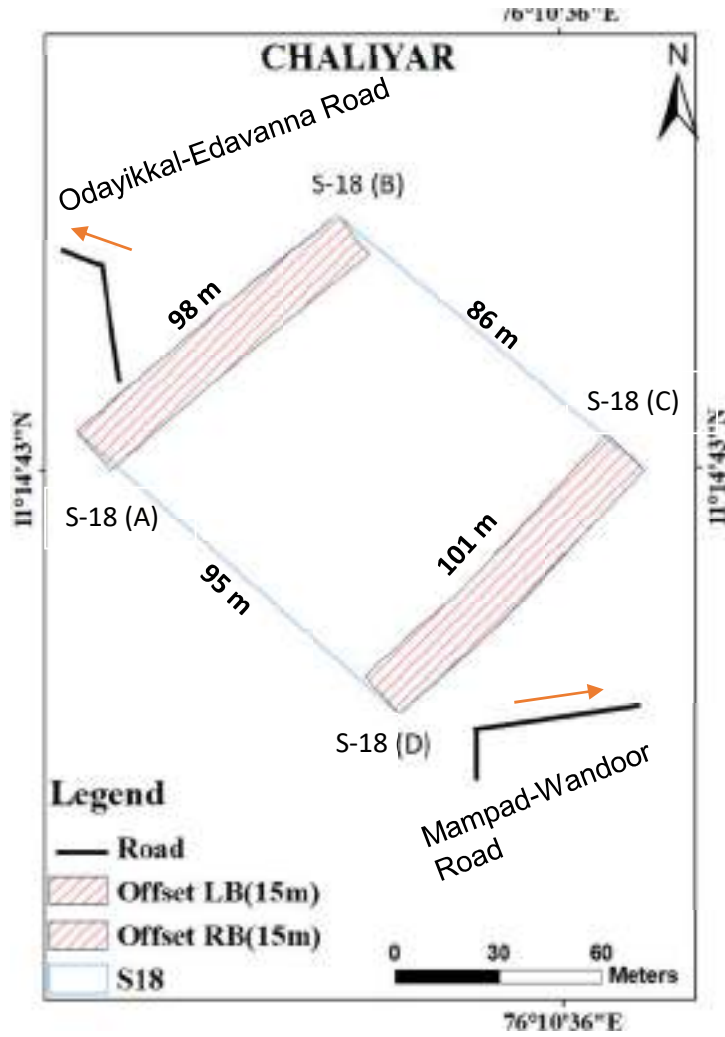 76°10'36"E
CHALIYAR
N
Odayikkal-Edavanna Road
S-18 (B)
98 m
86 m
S-18 (C)
11°14'43"N
11°14'43"N
S-18 (A)
101 m
95 m
S-18 (D)
Mampad-Wandoor
Road
Legend
Road
Offset LB(15m)
Offset RB(15m)
S18
0 30 60
Meters
76°10'36"E